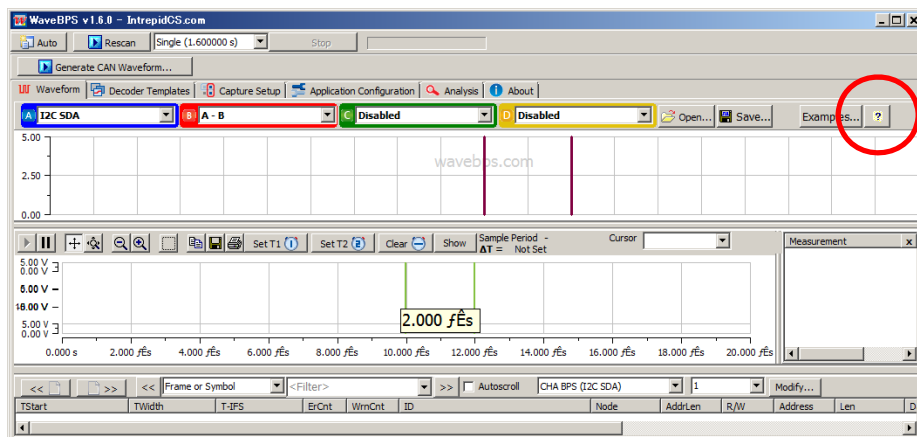 WaveBPS v1.6.0 - IntrepidCS.com
Auto Rescan Single (1.600000 s) Stop
Generate CAN Waveform...
Waveform Decoder Templates Capture Setup Application Configuration Analysis About
A I2C SDA B A - B C Disabled D Disabled Open... Save... Examples... ?
5.00
wavebps.com
2.50
0.00
Set T1 1 Set T2 2 Clear Show Sample Period - Cursor Measurement x
ΔT = Not Set
5.00 V
0.00 V
5.00 V
2.000 ƒÊs
5.00 V
0.00 V
0.000 s 2.000 ƒÊs 4.000 ƒÊs 6.000 ƒÊs 8.000 ƒÊs 10.000 ƒÊs 12.000 ƒÊs 14.000 ƒÊs 16.000 ƒÊs 18.000 ƒÊs 20.000 ƒÊs
<< >> << Frame or Symbol <Filter> >> Autoscroll CHA BPS (I2C SDA) 1 Modify...
TStart TWidth T-IFS ErCnt WrnCnt ID Node AddrLen R/W Address Len D